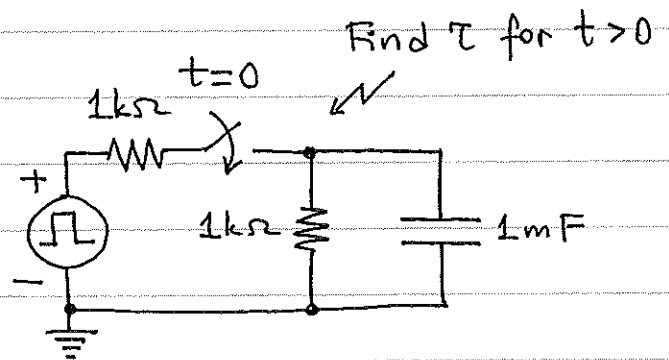 Find τ for t>0
t=0
1kΩ
+
1kΩ
1mF
−